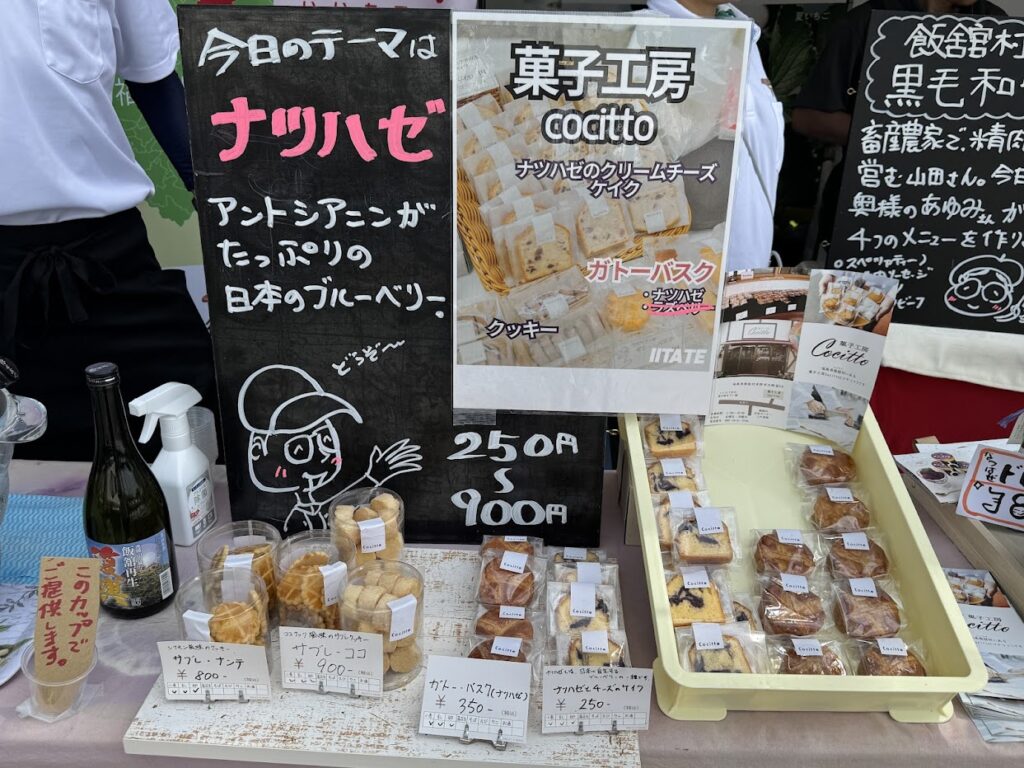 今日のテーマは
ナツハゼ
アントシアニンが
たっぷりの
日本のブルーベリー.
どうぞ〜
250円
〜
900円
菓子工房
cocitto
ナツハゼのクリームチーズ
ケイク
ガトーバスク
・ナツハゼ
クッキー
IITATE
飯舘村
黒毛和
畜産農家で、精肉
営む山田さん。今日
奥様のあゆみさんが
4つのメニューを作り
菓子工房
Cocitto
このカップで
ご提供します。
飯舘再生
サブレ・ナンテ
¥800-
サブレ・ココ
¥900-
ガトー・バスク(ナツハゼ)
¥350-
ナツハゼとチーズのケイク
¥250-
Cocitto